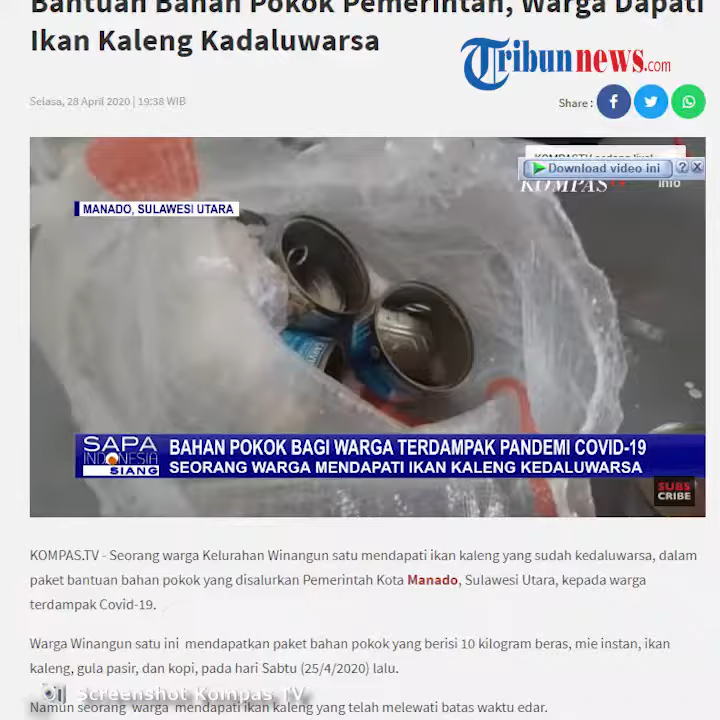 Bantuan Bahan Pokok Pemerintah, Warga Dapati
Ikan Kaleng Kadaluwarsa
Tribunnews.com
Selasa, 28 April 2020 | 19:38 WIB
Share :
Download video ini
KOMPAS TV
MANADO, SULAWESI UTARA
SAPA
INDONESIA
SIANG
BAHAN POKOK BAGI WARGA TERDAMPAK PANDEMI COVID-19
SEORANG WARGA MENDAPATI IKAN KALENG KEDALUWARSA
SUBS
CRIBE
KOMPAS.TV - Seorang warga Kelurahan Winangun satu mendapati ikan kaleng yang sudah kedaluwarsa, dalam
paket bantuan bahan pokok yang disalurkan Pemerintah Kota Manado, Sulawesi Utara, kepada warga
terdampak Covid-19.
Warga Winangun satu ini mendapatkan paket bahan pokok yang berisi 10 kilogram beras, mie instan, ikan
kaleng, gula pasir, dan kopi, pada hari Sabtu (25/4/2020) lalu.
Screenshot Kompas TV
Namun seorang warga mendapati ikan kaleng yang telah melewati batas waktu edar.